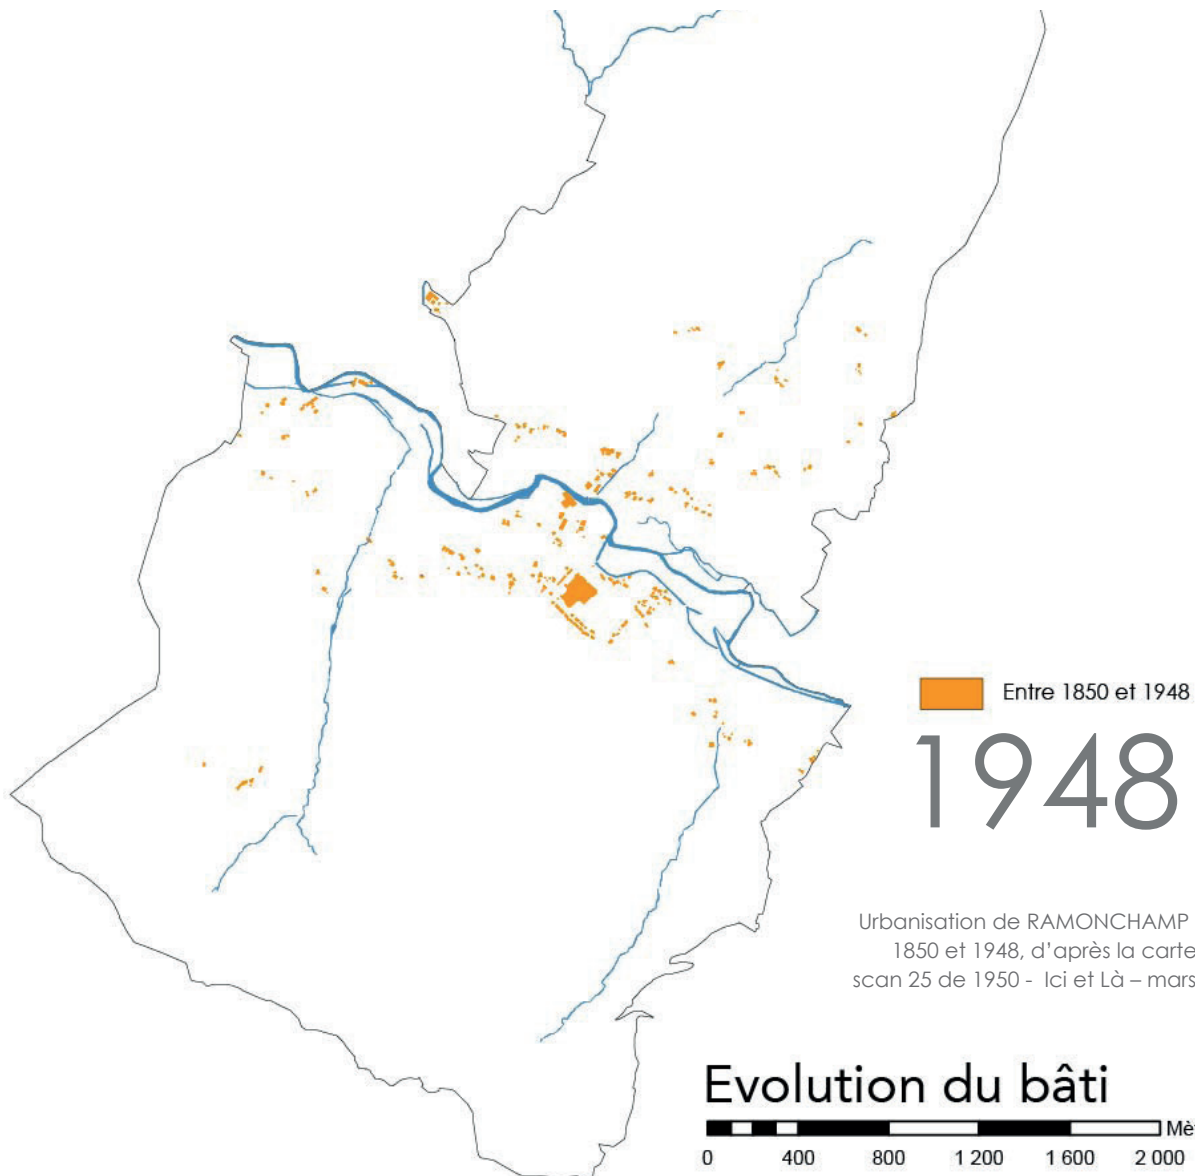 Entre 1850 et 1948
1948
Urbanisation de RAMONCHAMP
1850 et 1948, d'après la carte
scan 25 de 1950 - Ici et Là – mars
Evolution du bâti
0 400 800 1 200 1 600 2 000